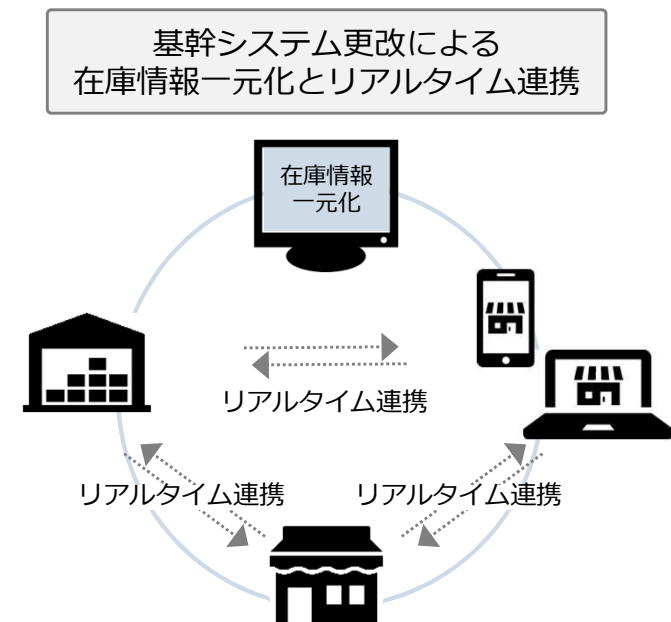 基幹システム更改による
在庫情報一元化とリアルタイム連携
在庫情報
一元化
リアルタイム連携
リアルタイム連携
リアルタイム連携